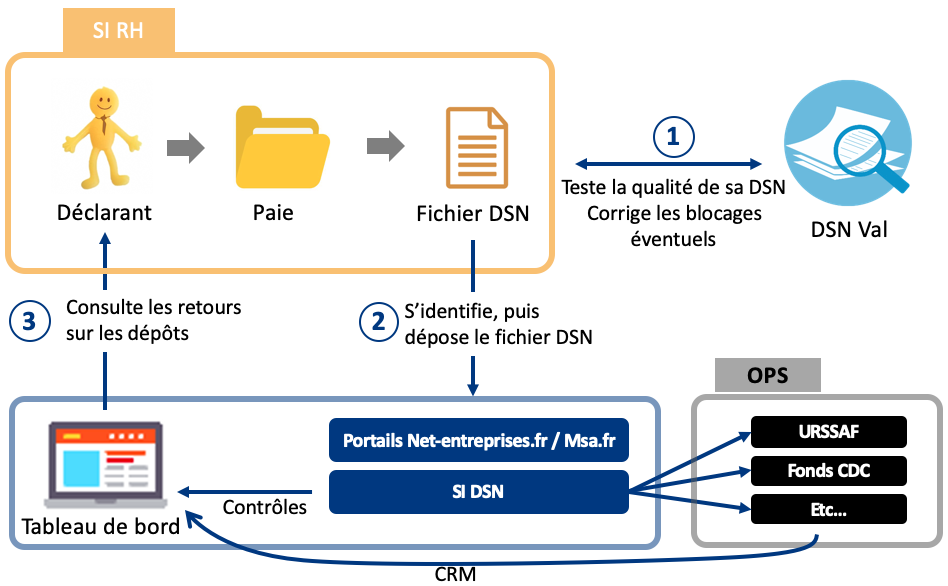 SI RH
Déclarant
Paie
Fichier DSN
1
Teste la qualité de sa DSN
Corrige les blocages
éventuels
DSN Val
3
Consulte les retours
sur les dépôts
2
S’identifie, puis
dépose le fichier DSN
OPS
Portails Net-entreprises.fr / Msa.fr
SI DSN
Contrôles
Tableau de bord
URSSAF
Fonds CDC
Etc...
CRM